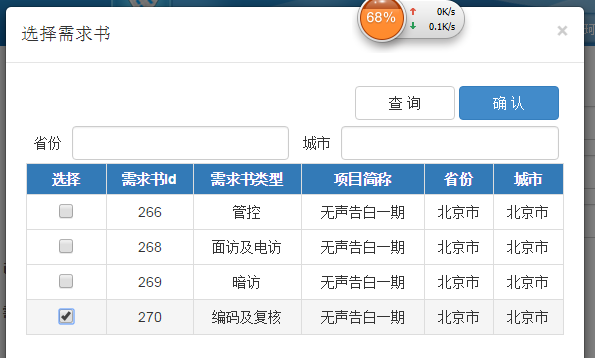 68%
0K/s
0.1K/s
选择需求书
×
查 询 确 认
省份 城市
选择 需求书id 需求书类型 项目简称 省份 城市
266 管控 无声告白一期 北京市 北京市
268 面访及电访 无声告白一期 北京市 北京市
269 暗访 无声告白一期 北京市 北京市
270 编码及复核 无声告白一期 北京市 北京市